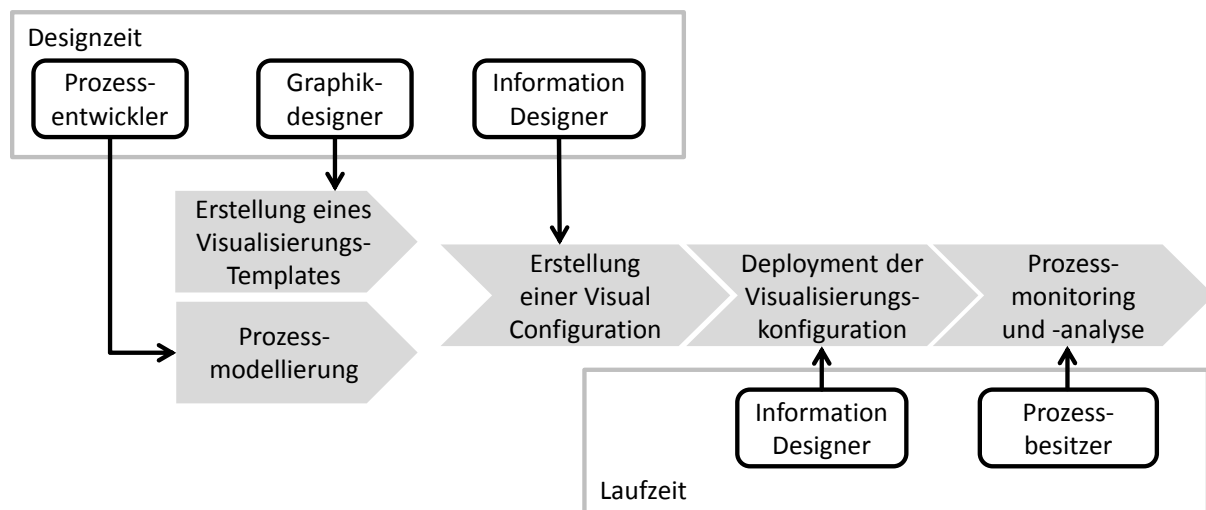 Designzeit
Prozess-
entwickler
Graphik-
designer
Information
Designer
Erstellung eines
Visualisierungs-
Templates
Prozess-
modellierung
Erstellung
einer Visual
Configuration
Deployment der
Visualisierungs-
konfiguration
Prozess-
monitoring
und -analyse
Information
Designer
Prozess-
besitzer
Laufzeit